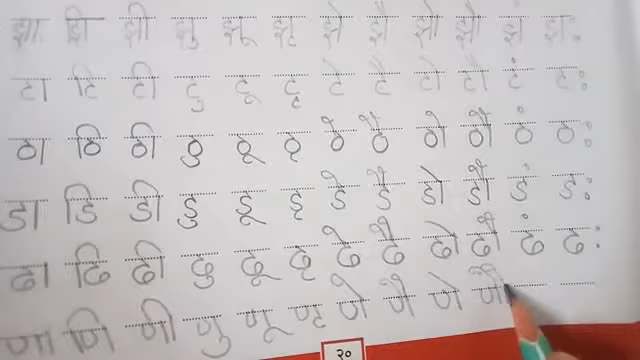 झा झि झी झु झू झृ झे झै झो झौ झं झः
टा टि टी टु टू टृ टे टै टो टौ टं टः
ठा ठि ठी ठु ठू ठृ ठे ठै ठो ठौ ठं ठः
डा डि डी डु डू डृ डे डै डो डौ डं डः
ढा ढि ढी ढु ढू ढृ ढे ढै ढो ढौ ढं ढः
णा णि णी णु णू णृ णे णै णो णौ
२०